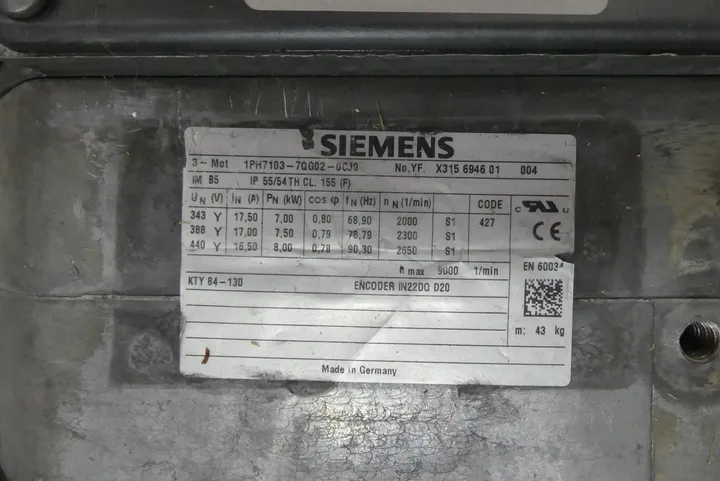 SIEMENS
3~Mot 1PH7103-7QG02-0CJ0 No.YF. X315 6946 01 004
IM B5 IP 55/54 TH CL. 155 (F)
UN (V) IN (A) PN (kW) cos φ fN (Hz) nN (1/min) CODE
343 Y 17,50 7,00 0,80 68,90 2000 S1 427
388 Y 17,00 7,50 0,79 78,79 2300 S1
440 Y 16,50 8,00 0,78 90,30 2650 S1
n max 9000 1/min EN 60034
KTY 84-130 ENCODER IN22DQ D20
m: 43 kg
Made in Germany